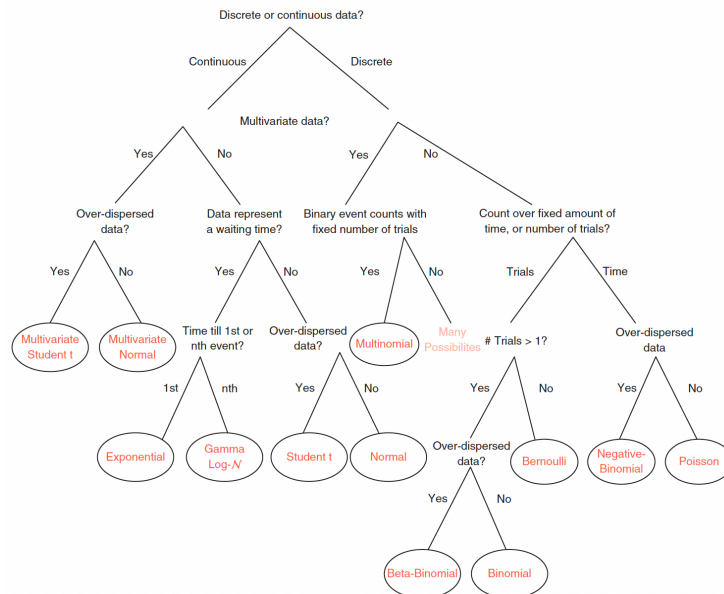 Discrete or continuous data?
Continuous
Discrete
Multivariate data?
Yes
No
Yes
No
Over-dispersed
data?
Data represent
a waiting time?
Binary event counts with
fixed number of trials
Count over fixed amount of
time, or number of trials?
Yes
No
Yes
No
Yes
No
Trials
Time
Multivariate
Student t
Multivariate
Normal
Time till 1st or
nth event?
Over-dispersed
data?
Multinomial
Many
Possibilites
# Trials > 1?
Over-dispersed
data
1st
nth
Yes
No
Yes
No
Yes
No
Exponential
Gamma
Log-N
Student t
Normal
Over-dispersed
data?
Bernoulli
Negative-
Binomial
Poisson
Yes
No
Beta-Binomial
Binomial